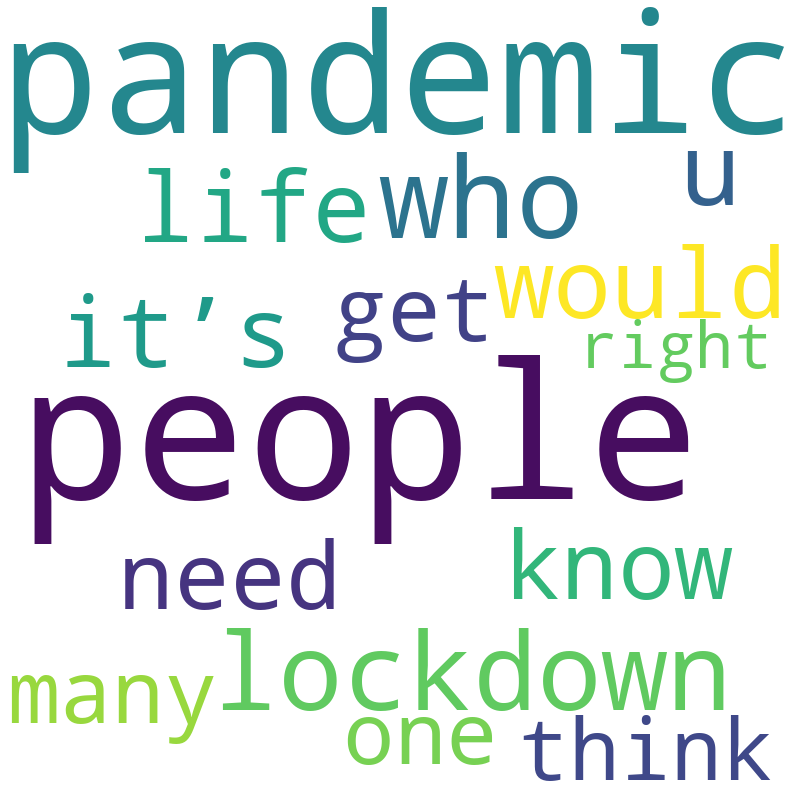 pandemic
life who u
it’s get would
right
people
need know
many lockdown
one think